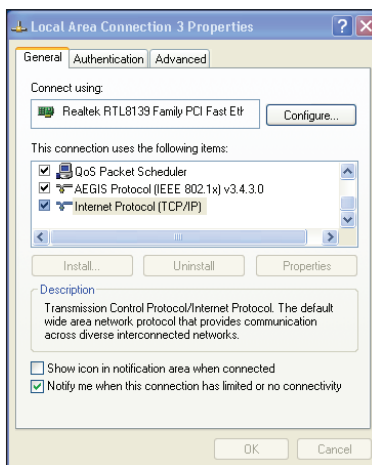 Local Area Connection 3 Properties
General Authentication Advanced
Connect using:
Realtek RTL8139 Family PCI Fast Eth
Configure...
This connection uses the following items:
QoS Packet Scheduler
AEGIS Protocol (IEEE 802.1x) v3.4.3.0
Internet Protocol (TCP/IP)
Install... Uninstall Properties
Description
Transmission Control Protocol/Internet Protocol. The default
wide area network protocol that provides communication
across diverse interconnected networks.
Show icon in notification area when connected
Notify me when this connection has limited or no connectivity
OK Cancel